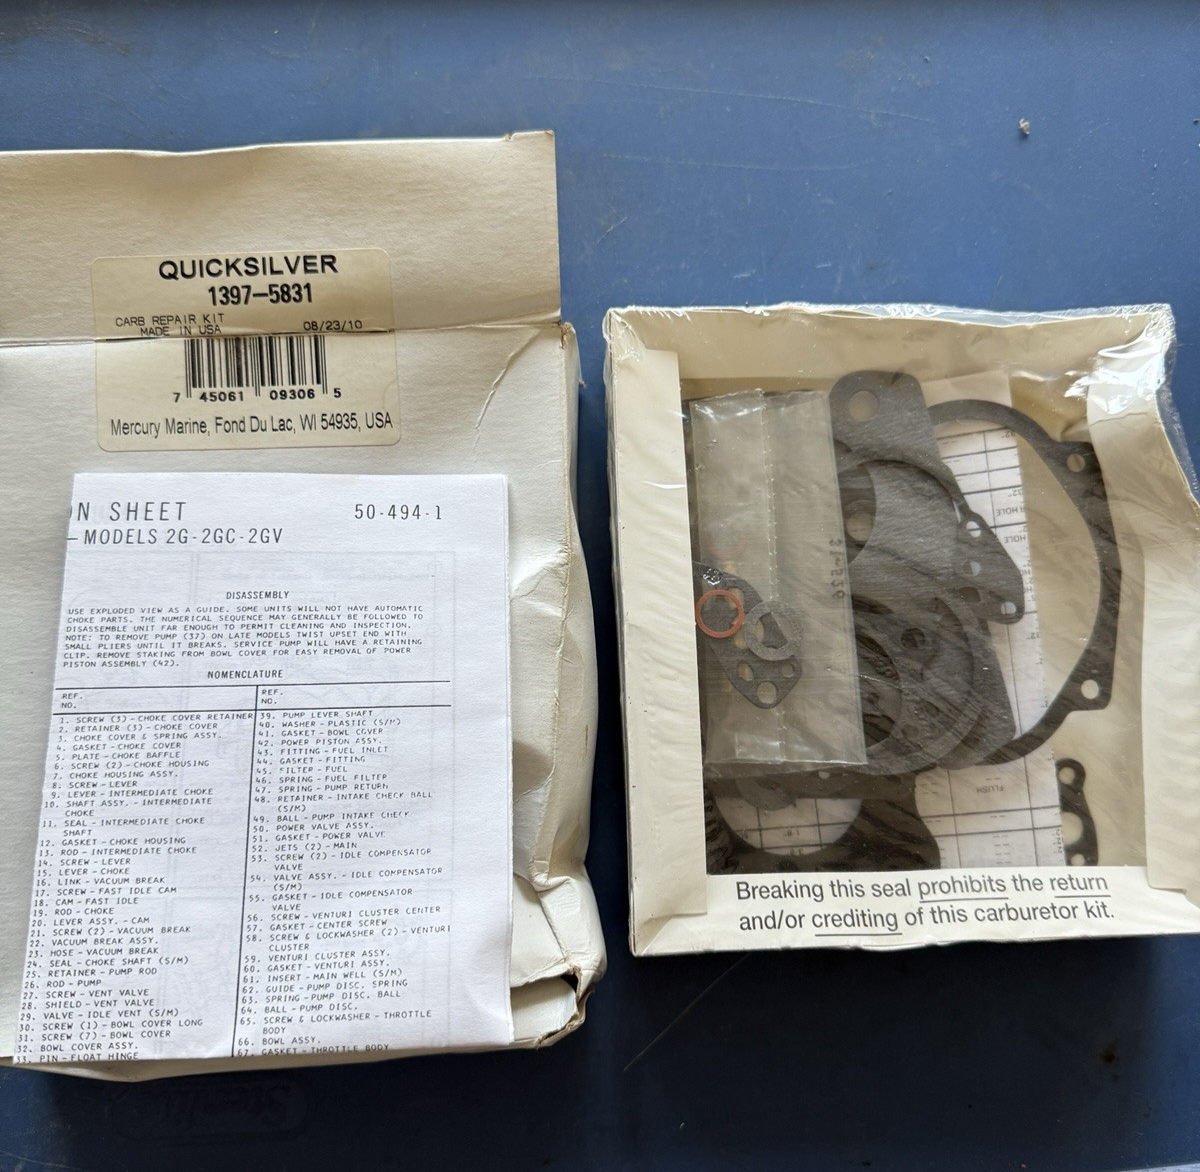 QUICKSILVER
1397-5831
CARB REPAIR KIT
MADE IN USA 08/23/10
7 45061 09306 5
Mercury Marine, Fond Du Lac, WI 54935, USA
N SHEET 50-494-1
- MODELS 2G-2GC-2GV
DISASSEMBLY
USE EXPLODED VIEW AS A GUIDE. SOME UNITS WILL NOT HAVE AUTOMATIC
CHOKE PARTS. THE NUMERICAL SEQUENCE MAY GENERALLY BE FOLLOWED TO
DISASSEMBLE UNIT FAR ENOUGH TO PERMIT CLEANING AND INSPECTION.
NOTE: TO REMOVE PUMP (37) ON LATE MODELS TWIST UPSET END WITH
SMALL PLIERS UNTIL IT BREAKS. SERVICE PUMP WILL HAVE A RETAINING
CLIP. REMOVE STAKING FROM BOWL COVER FOR EASY REMOVAL OF POWER
PISTON ASSEMBLY (42).
NOMENCLATURE
REF.
NO.
1. SCREW (3) - CHOKE COVER RETAINER
2. RETAINER (3) - CHOKE COVER
3. CHOKE COVER & SPRING ASSY.
4. GASKET - CHOKE COVER
5. PLATE - CHOKE BAFFLE
6. SCREW (2) - CHOKE HOUSING
7. CHOKE HOUSING ASSY.
8. SCREW - LEVER
9. LEVER - INTERMEDIATE CHOKE
10. SHAFT ASSY. - INTERMEDIATE
CHOKE
11. SEAL - INTERMEDIATE CHOKE
SHAFT
12. GASKET - CHOKE HOUSING
13. ROD - INTERMEDIATE CHOKE
14. SCREW - LEVER
15. LEVER - CHOKE
16. LINK - VACUUM BREAK
17. SCREW - FAST IDLE CAM
18. CAM - FAST IDLE
19. ROD - CHOKE
20. LEVER ASSY. - CAM
21. SCREW (2) - VACUUM BREAK
22. VACUUM BREAK ASSY.
23. HOSE - VACUUM BREAK
24. SEAL - CHOKE SHAFT (S/M)
25. RETAINER - PUMP ROD
26. ROD - PUMP
27. SCREW - VENT VALVE
28. SHIELD - VENT VALVE
29. VALVE - IDLE VENT (S/M)
30. SCREW (1) - BOWL COVER LONG
31. SCREW (7) - BOWL COVER
32. BOWL COVER ASSY.
33. PIN - FLOAT HINGE
REF.
NO.
39. PUMP LEVER SHAFT
40. WASHER - PLASTIC (S/M)
41. GASKET - BOWL COVER
42. POWER PISTON ASSY.
43. FITTING - FUEL INLET
44. GASKET - FITTING
45. FILTER - FUEL
46. SPRING - FUEL FILTER
47. SPRING - PUMP RETURN
48. RETAINER - INTAKE CHECK BALL
(S/M)
49. BALL - PUMP INTAKE CHECK
50. POWER VALVE ASSY.
51. GASKET - POWER VALVE
52. JETS (2) - MAIN
53. SCREW (2) - IDLE COMPENSATOR
VALVE
54. VALVE ASSY. - IDLE COMPENSATOR
(S/M)
55. GASKET - IDLE COMPENSATOR
VALVE
56. SCREW - VENTURI CLUSTER CENTER
57. GASKET - CENTER SCREW
58. SCREW & LOCKWASHER (2) - VENTURI
CLUSTER
59. VENTURI CLUSTER ASSY.
60. GASKET - VENTURI ASSY.
61. INSERT - MAIN WELL (S/M)
62. GUIDE - PUMP DISC. SPRING
63. SPRING - PUMP DISC. BALL
64. BALL - PUMP DISC.
65. SCREW & LOCKWASHER - THROTTLE
BODY
66. BOWL ASSY.
67. GASKET - THROTTLE BODY
HOLE
FLUSH
Breaking this seal prohibits the return
and/or crediting of this carburetor kit.